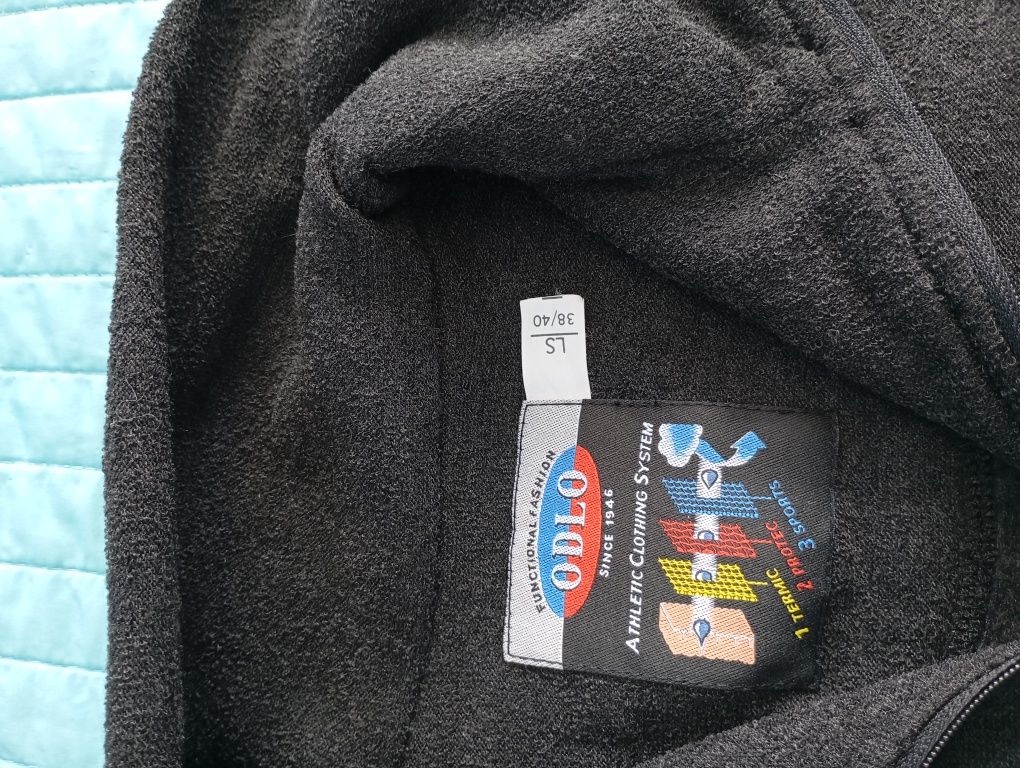 LS
38/40
FUNCTIONAL FASHION
ODLO
SINCE 1946
ATHLETIC CLOTHING SYSTEM
1 TERMIC
2 PROTEC
3 SPORTS